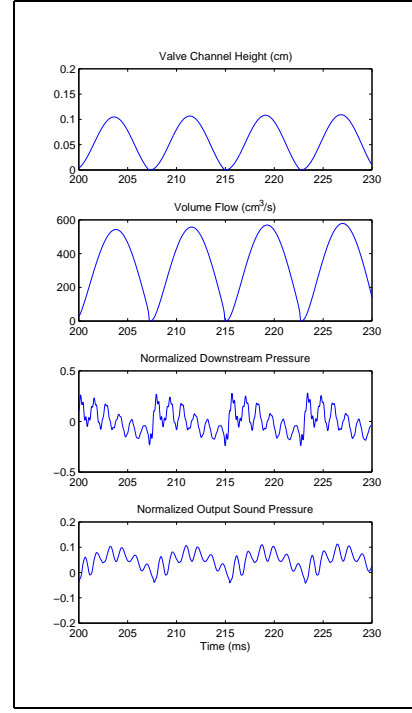 Valve Channel Height (cm)
0.2
0.15
0.1
0.05
0
200 205 210 215 220 225 230
Volume Flow (cm³/s)
600
400
200
0
200 205 210 215 220 225 230
Normalized Downstream Pressure
0.5
0
−0.5
200 205 210 215 220 225 230
Normalized Output Sound Pressure
0.2
0.1
0
−0.1
−0.2
200 205 210 215 220 225 230
Time (ms)